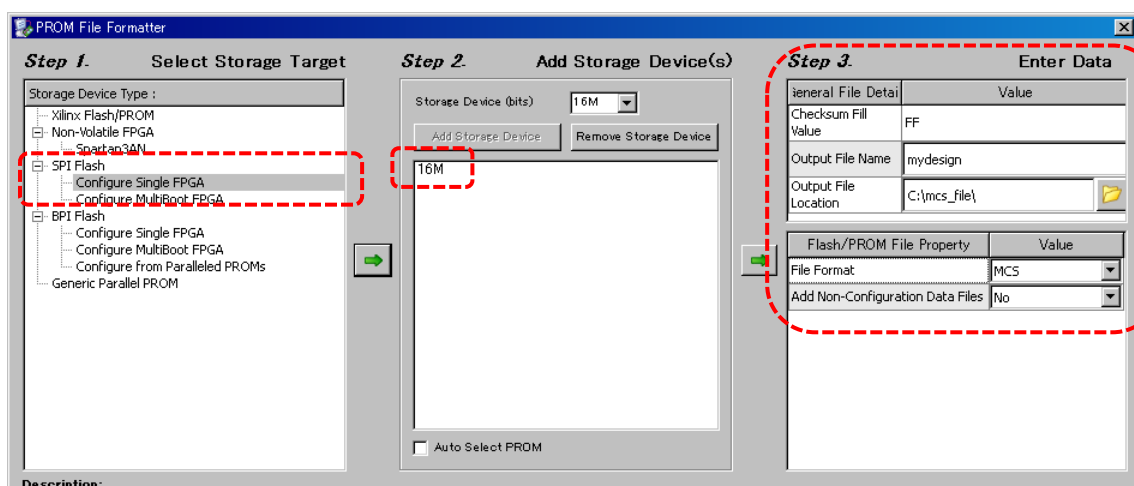 PROM File Formatter
Step 1. Select Storage Target
Storage Device Type :
Xilinx Flash/PROM
Non-Volatile FPGA
Spartan3AN
SPI Flash
Configure Single FPGA
Configure MultiBoot FPGA
BPI Flash
Configure Single FPGA
Configure MultiBoot FPGA
Configure from Paralleled PROMs
Generic Parallel PROM
Step 2. Add Storage Device(s)
Storage Device (bits) 16M
Add Storage Device Remove Storage Device
16M
Auto Select PROM
Step 3. Enter Data
General File Detai Value
Checksum Fill
Value FF
Output File Name mydesign
Output File
Location C:\mcs_file\
Flash/PROM File Property Value
File Format MCS
Add Non-Configuration Data Files No
Description: